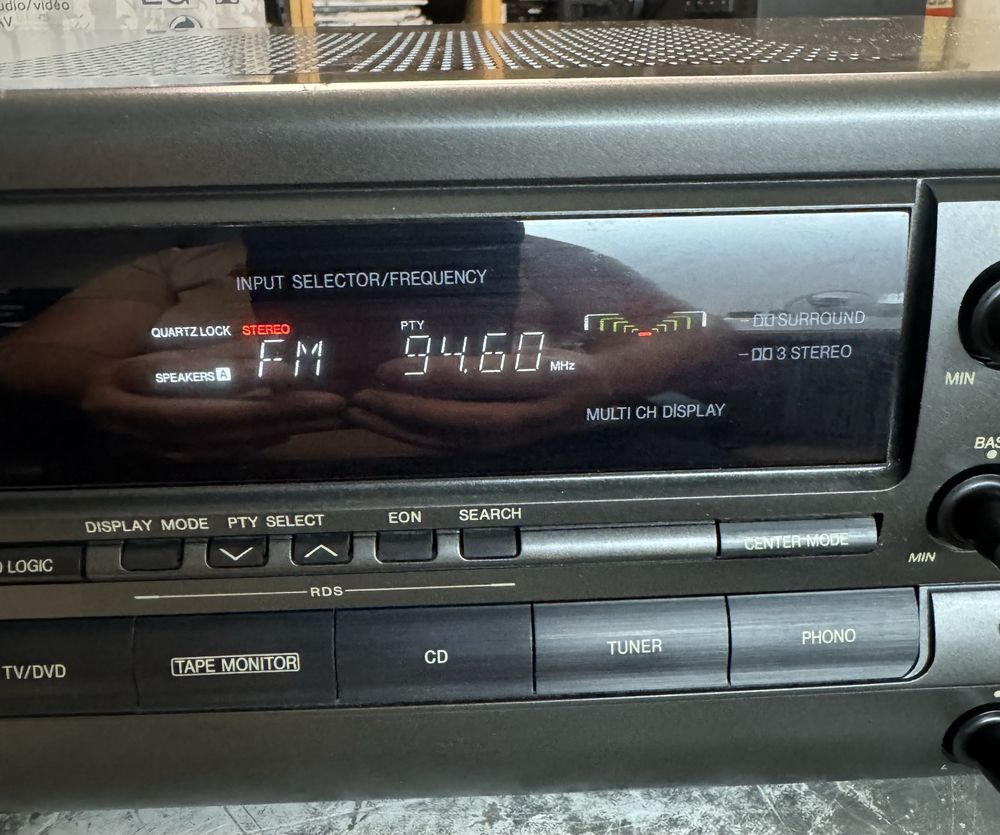 udio/vidéo
INPUT SELECTOR/FREQUENCY
QUARTZ LOCK STEREO
PTY
FM 94.60 MHz
SPEAKERS A
SURROUND
3 STEREO
MULTI CH DISPLAY
MIN
BAS
DISPLAY MODE PTY SELECT EON SEARCH
LOGIC
CENTER MODE
MIN
RDS
TV/DVD
TAPE MONITOR
CD
TUNER
PHONO